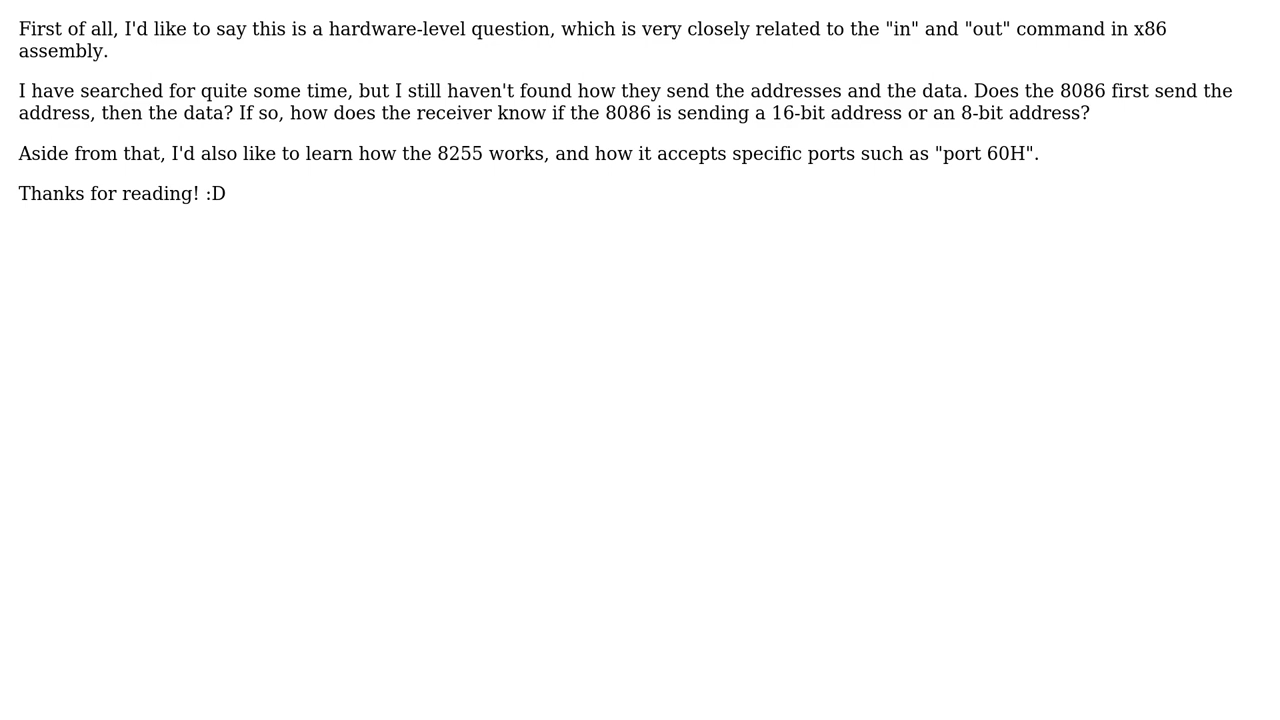 First of all, I'd like to say this is a hardware-level question, which is very closely related to the "in" and "out" command in x86
assembly.
I have searched for quite some time, but I still haven't found how they send the addresses and the data. Does the 8086 first send the
address, then the data? If so, how does the receiver know if the 8086 is sending a 16-bit address or an 8-bit address?
Aside from that, I'd also like to learn how the 8255 works, and how it accepts specific ports such as "port 60H".
Thanks for reading! :D